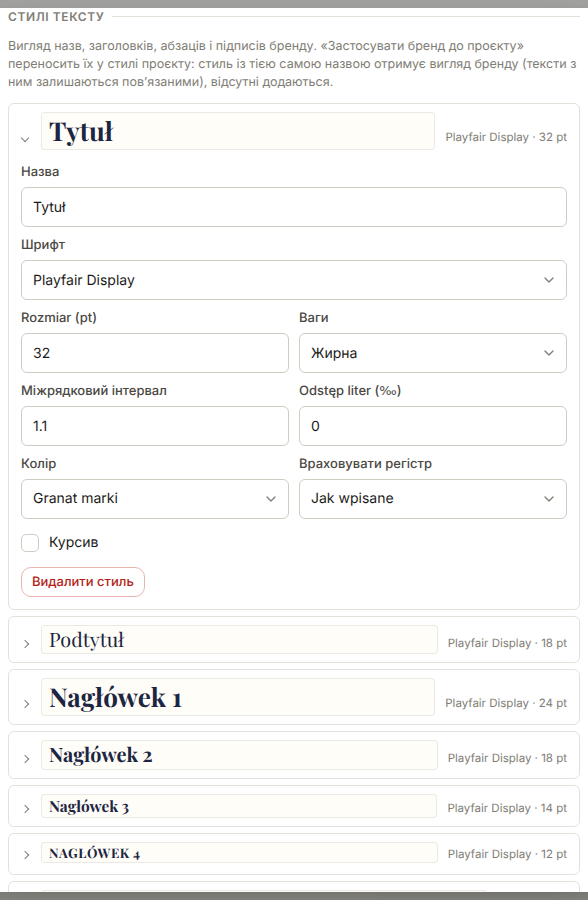 СТИЛІ ТЕКСТУ
Вигляд назв, заголовків, абзаців і підписів бренду. «Застосувати бренд до проєкту»
переносить їх у стилі проєкту: стиль із тією самою назвою отримує вигляд бренду (тексти з
ним залишаються пов’язаними), відсутні додаються.
Tytuł
Playfair Display · 32 pt
Назва
Tytuł
Шрифт
Playfair Display
Rozmiar (pt)
Ваги
32
Жирна
Міжрядковий інтервал
Odstęp liter (‰)
1.1
0
Колір
Враховувати регістр
Granat marki
Jak wpisane
Курсив
Видалити стиль
Podtytuł
Playfair Display · 18 pt
Nagłówek 1
Playfair Display · 24 pt
Nagłówek 2
Playfair Display · 18 pt
Nagłówek 3
Playfair Display · 14 pt
NAGŁÓWEK 4
Playfair Display · 12 pt